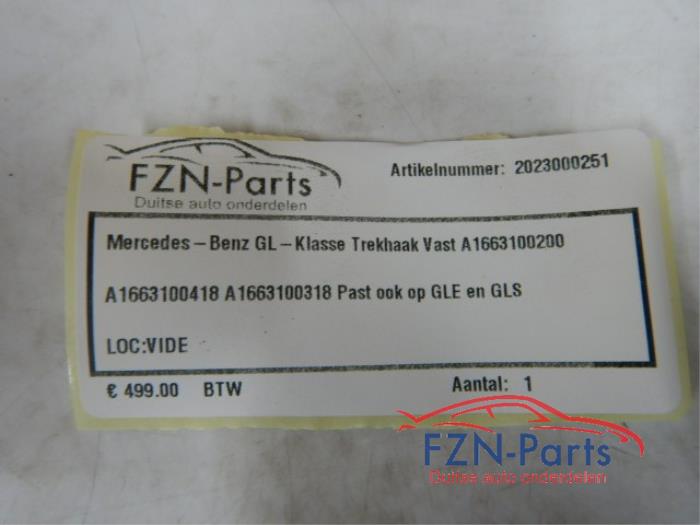 FZN-Parts
Duitse auto onderdelen
Artikelnummer: 2023000251
Mercedes-Benz GL-Klasse Trekhaak Vast A1663100200
A1663100418 A1663100318 Past ook op GLE en GLS
LOC:VIDE
€ 499.00 BTW
Aantal: 1
FZN-Parts
Duitse auto onderdelen